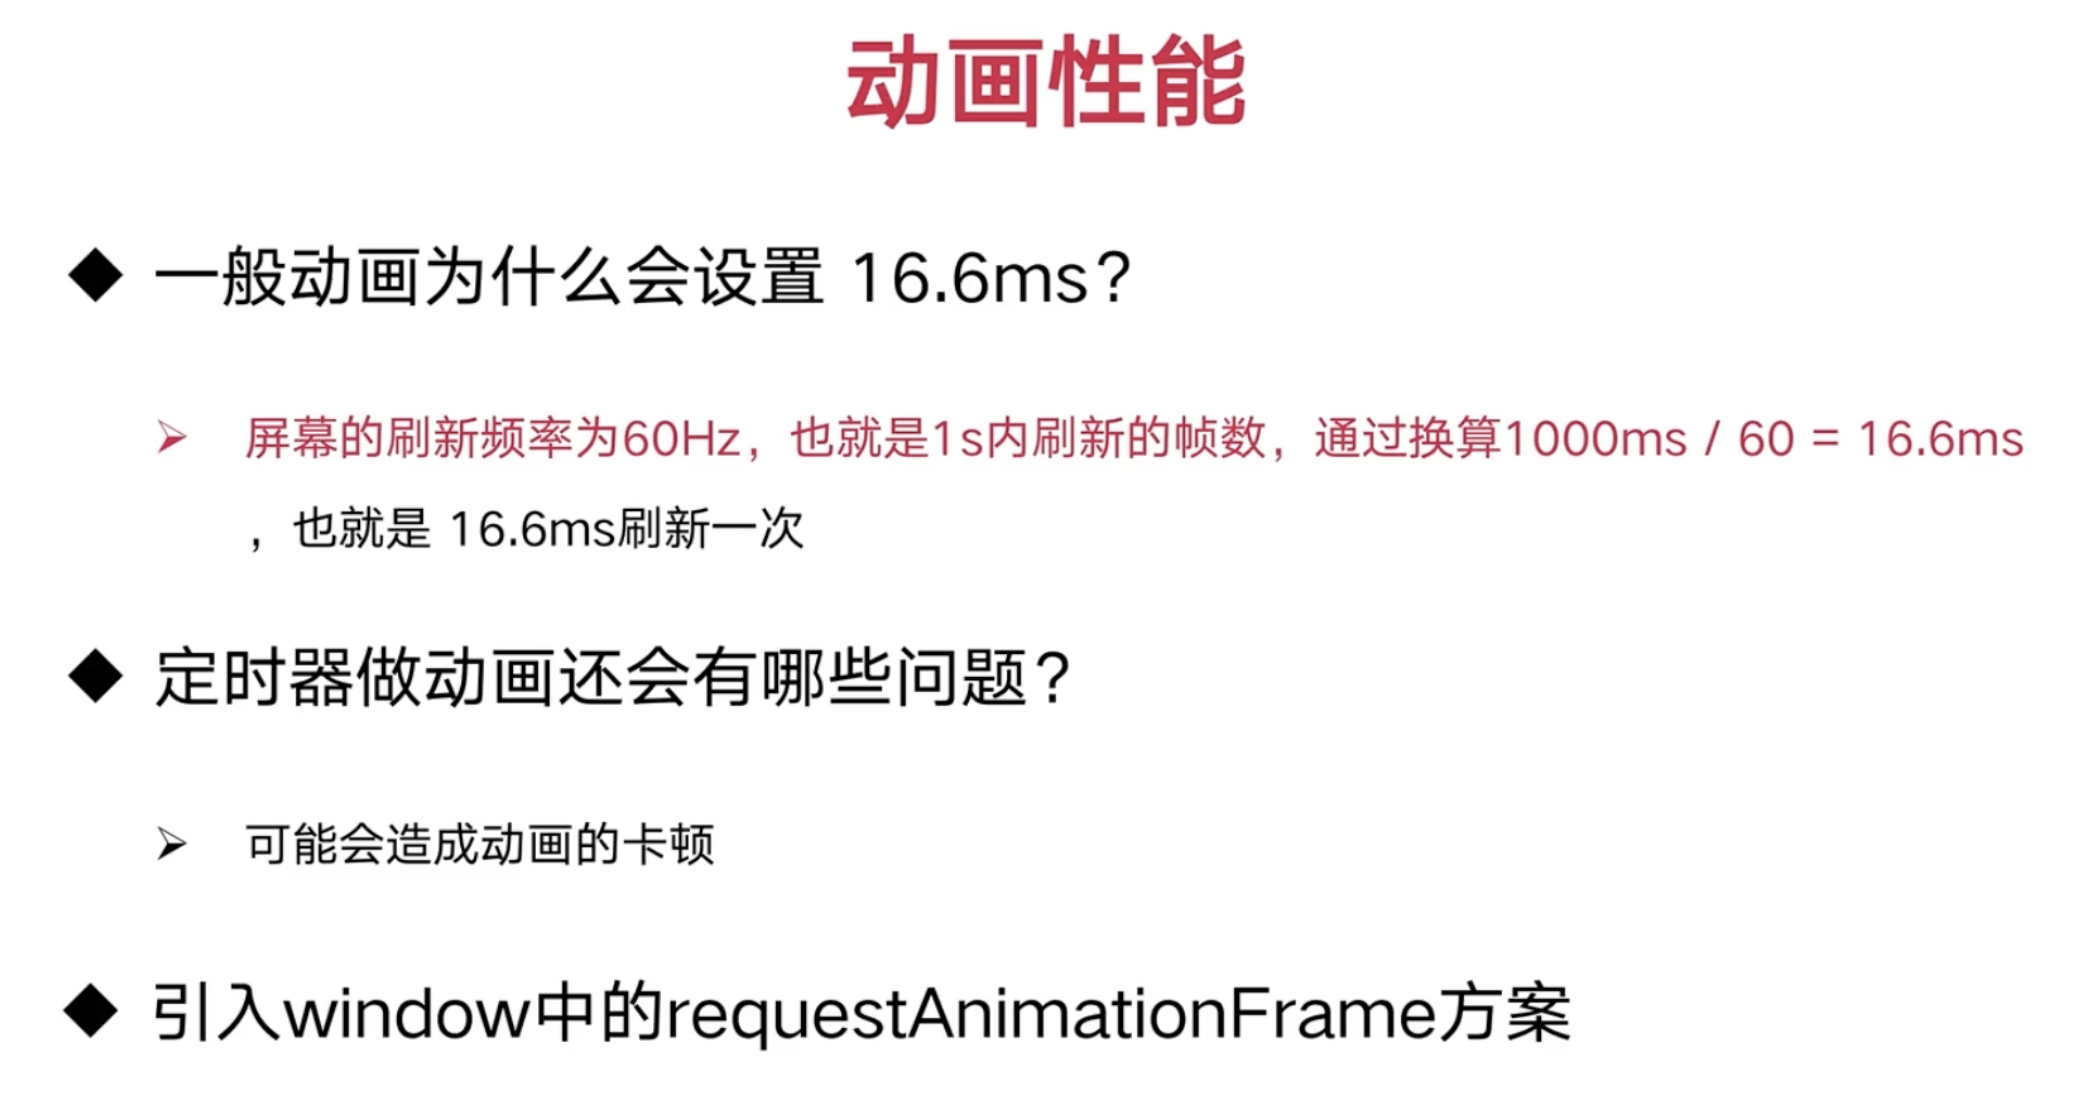 动画性能
◆ 一般动画为什么会设置 16.6ms？
➢ 屏幕的刷新频率为60Hz，也就是1s内刷新的帧数，通过换算1000ms / 60 = 16.6ms
，也就是 16.6ms刷新一次
◆ 定时器做动画还会有哪些问题？
➢ 可能会造成动画的卡顿
◆ 引入window中的requestAnimationFrame方案